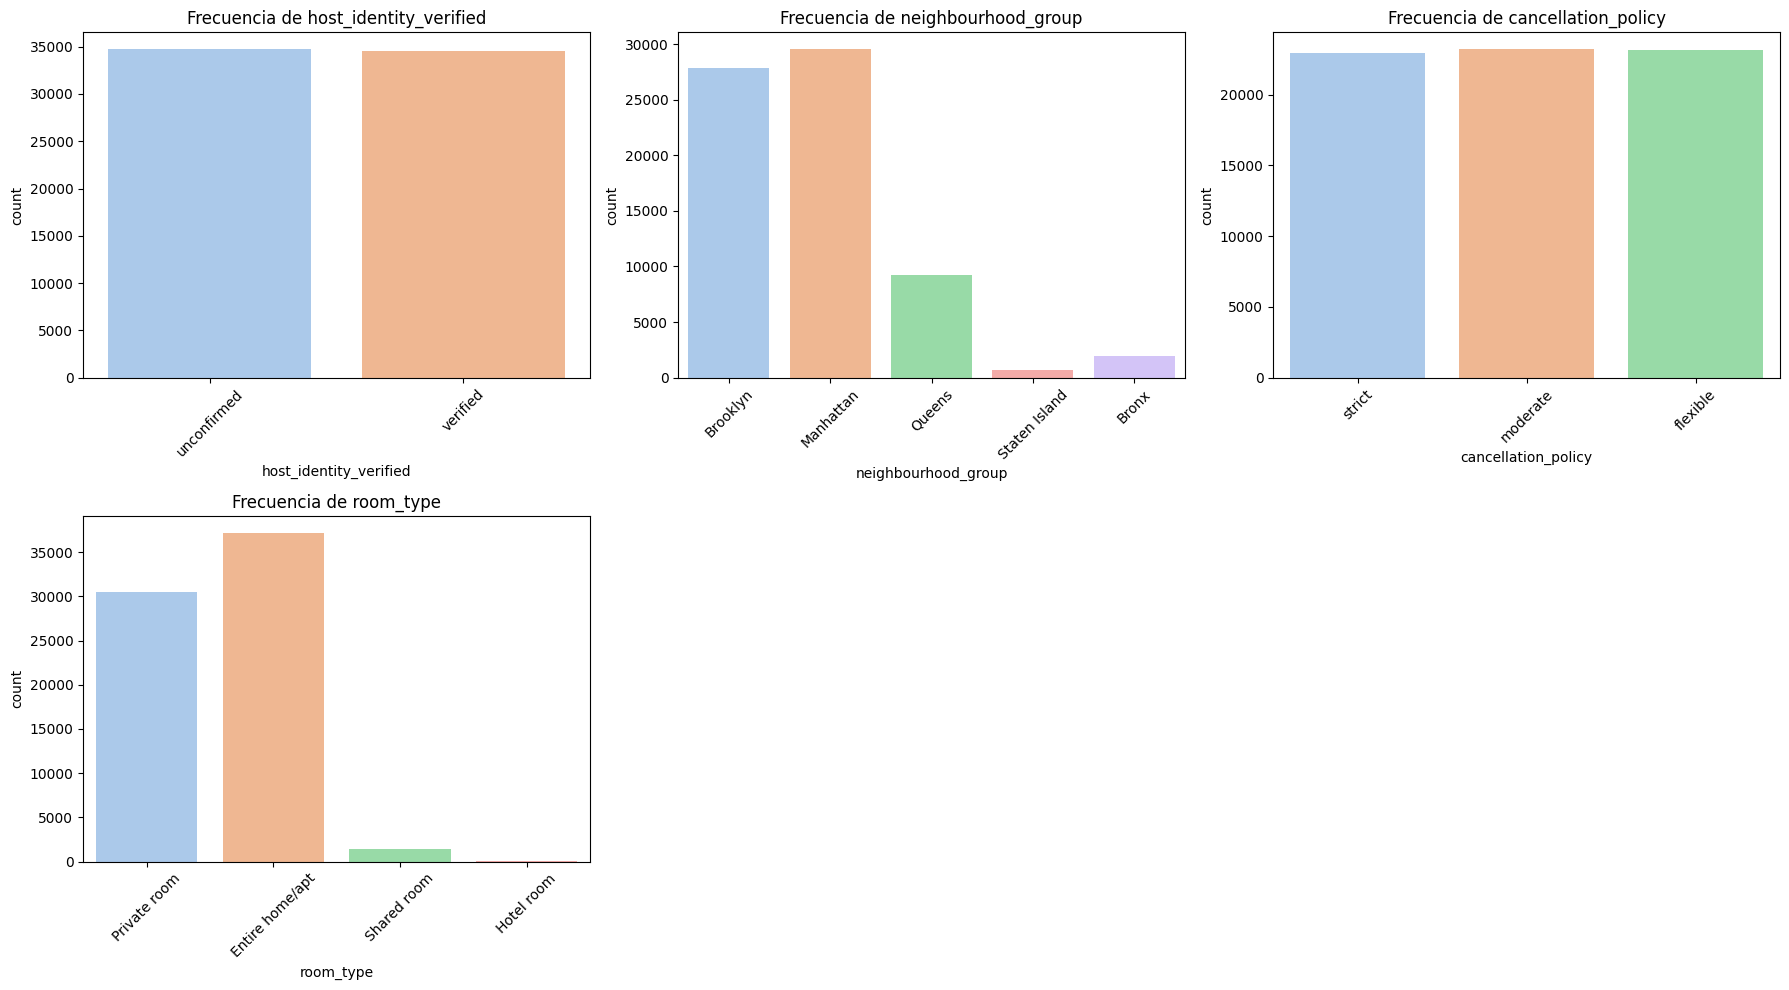 Frecuencia de host_identity_verified
35000
30000
25000
20000
15000
10000
5000
0
count
unconfirmed
verified
host_identity_verified
Frecuencia de neighbourhood_group
30000
25000
20000
15000
10000
5000
0
count
Brooklyn
Manhattan
Queens
Staten Island
Bronx
neighbourhood_group
Frecuencia de cancellation_policy
20000
15000
10000
5000
0
count
strict
moderate
flexible
cancellation_policy
Frecuencia de room_type
35000
30000
25000
20000
15000
10000
5000
0
count
Private room
Entire home/apt
Shared room
Hotel room
room_type